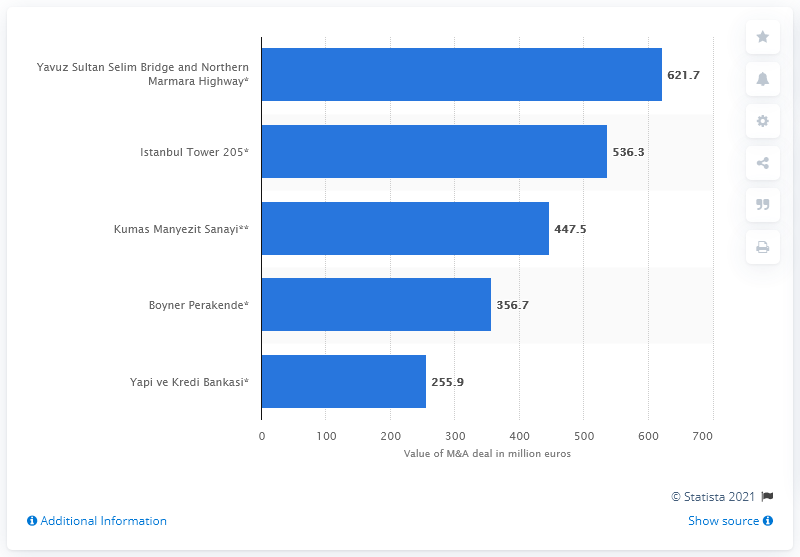 Yavuz Sultan Selim Bridge and Northern
Marmara Highway*
621.7
Istanbul Tower 205*
536.3
Kumas Manyezit Sanayi**
447.5
Boyner Perakende*
356.7
Yapi ve Kredi Bankasi*
255.9
0 100 200 300 400 500 600 700
Value of M&A deal in million euros
© Statista 2021
Additional Information
Show source